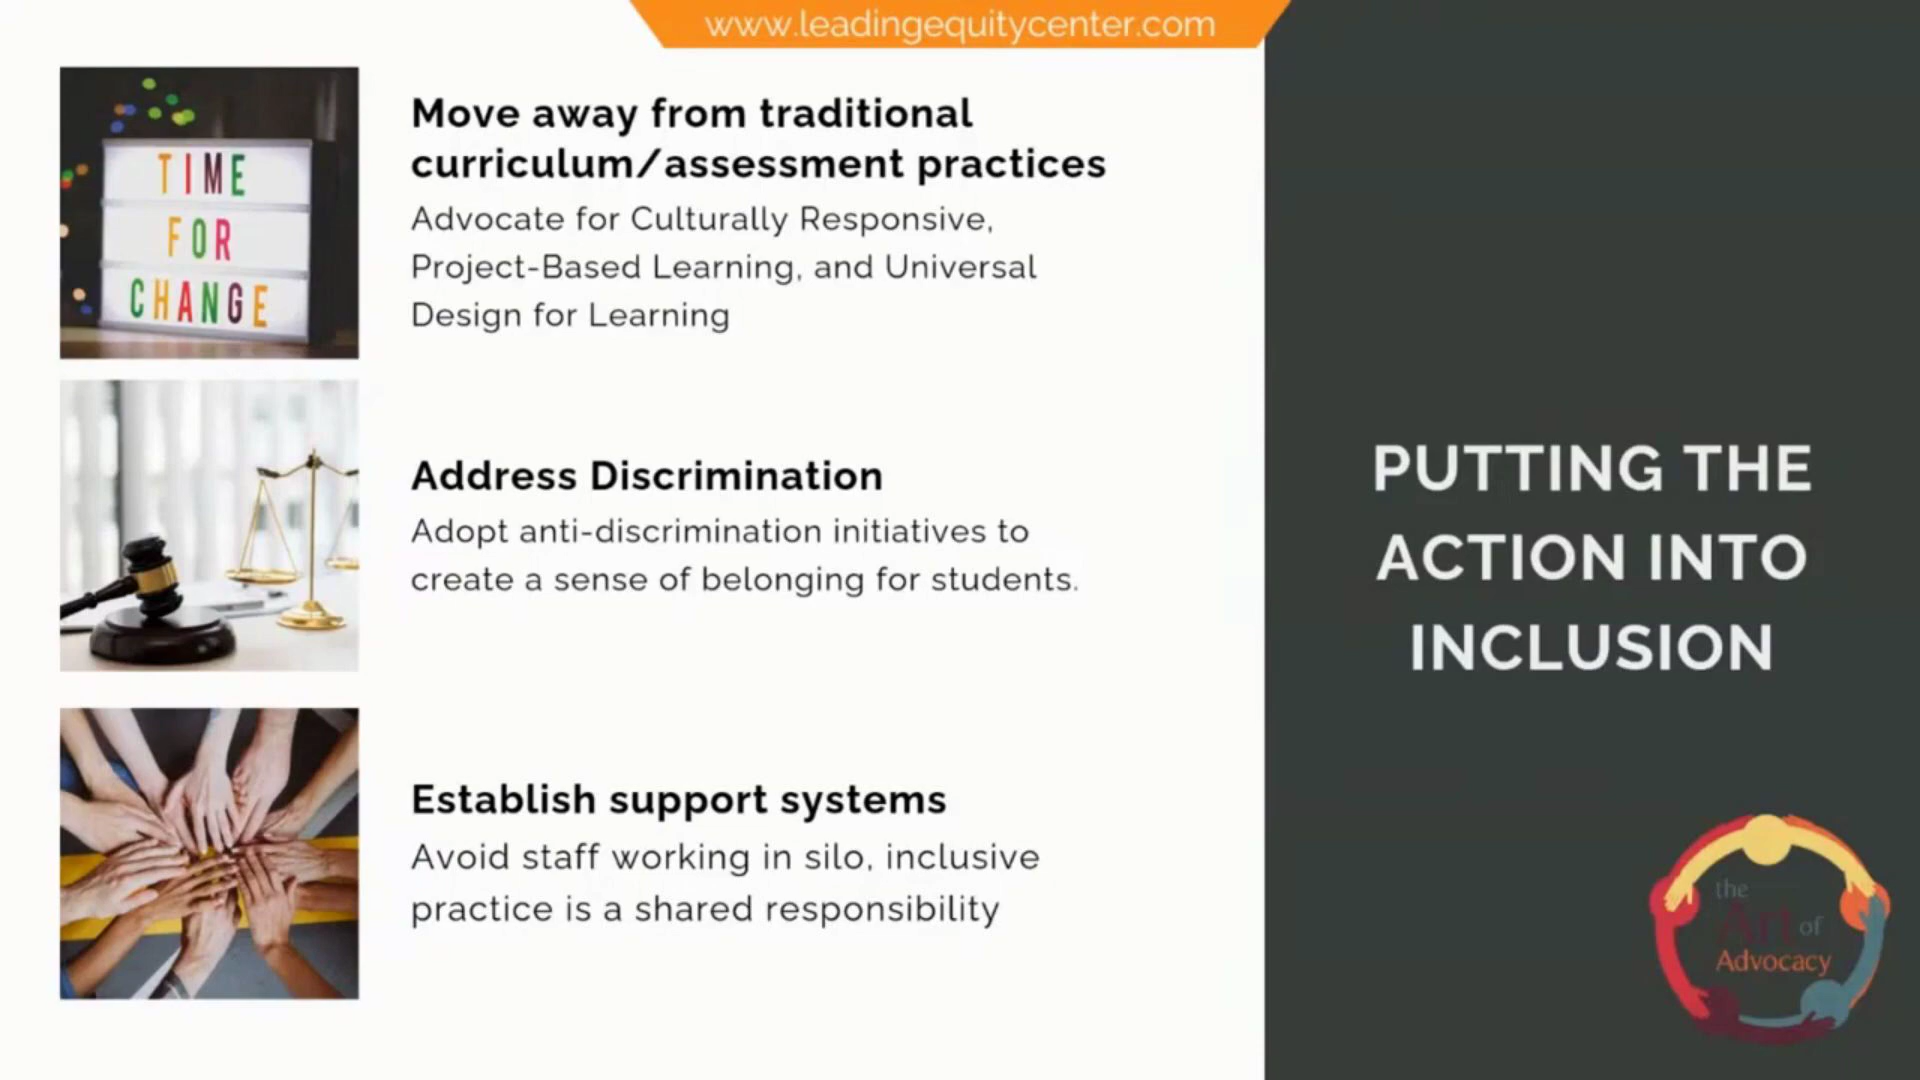 www.leadingequitycenter.com
TIME
FOR
CHANGE
Move away from traditional
curriculum/assessment practices
Advocate for Culturally Responsive,
Project-Based Learning, and Universal
Design for Learning
Address Discrimination
Adopt anti-discrimination initiatives to
create a sense of belonging for students.
Establish support systems
Avoid staff working in silo, inclusive
practice is a shared responsibility
PUTTING THE
ACTION INTO
INCLUSION
the
Art of
Advocacy